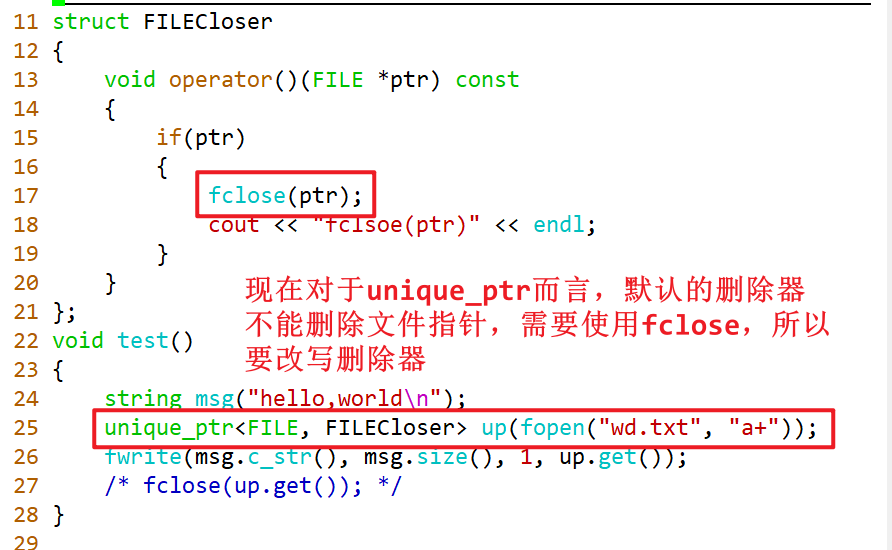 11 struct FILECloser
12 {
13     void operator()(FILE *ptr) const
14     {
15         if(ptr)
16         {
17             fclose(ptr);
18             cout << "fclsoe(ptr)" << endl;
19         }
20     }
现在对于unique_ptr而言，默认的删除器
不能删除文件指针，需要使用fclose，所以
要改写删除器
21 };
22 void test()
23 {
24     string msg("hello,world\n");
25     unique_ptr<FILE, FILECloser> up(fopen("wd.txt", "a+"));
26     fwrite(msg.c_str(), msg.size(), 1, up.get());
27     /* fclose(up.get()); */
28 }
29